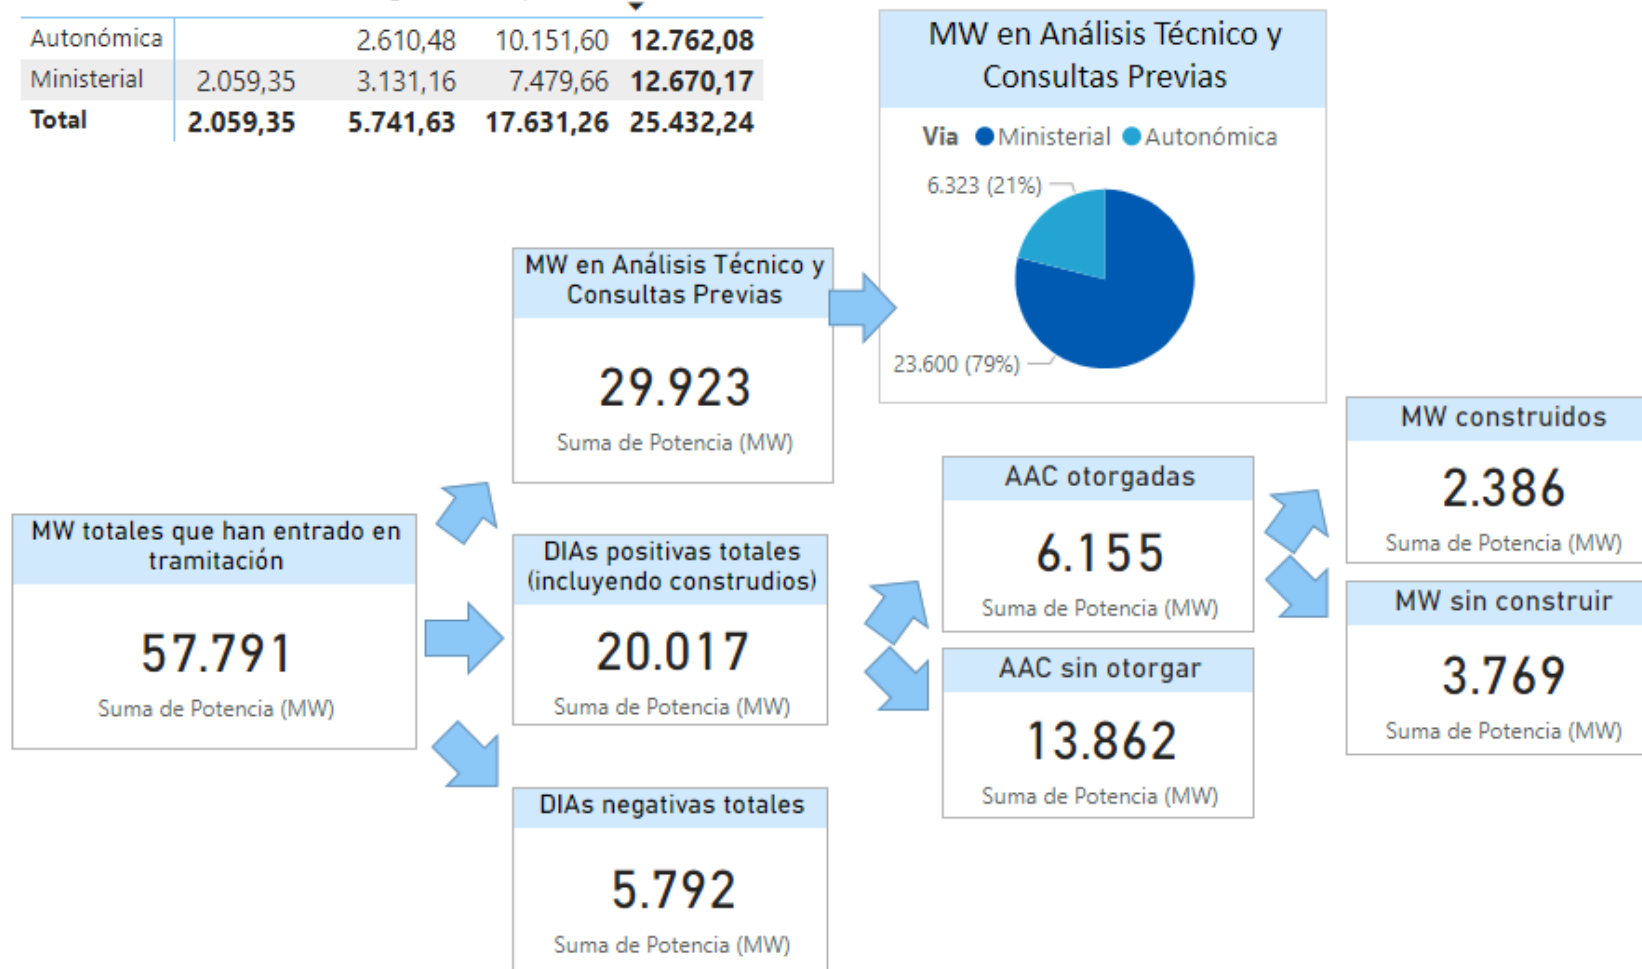 Autónomica 2.610,48 10.151,60 12.762,08
Ministerial 2.059,35 3.131,16 7.479,66 12.670,17
Total 2.059,35 5.741,63 17.631,26 25.432,24
MW en Análisis Técnico y
Consultas Previas
Via Ministerial Autonómica
6.323 (21%)
23.600 (79%)
MW en Análisis Técnico y
Consultas Previas
29.923
Suma de Potencia (MW)
MW totales que han entrado en
tramitación
57.791
Suma de Potencia (MW)
DIAs positivas totales
(incluyendo construdios)
20.017
Suma de Potencia (MW)
DIAs negativas totales
5.792
Suma de Potencia (MW)
AAC otorgadas
6.155
Suma de Potencia (MW)
AAC sin otorgar
13.862
Suma de Potencia (MW)
MW construidos
2.386
Suma de Potencia (MW)
MW sin construir
3.769
Suma de Potencia (MW)